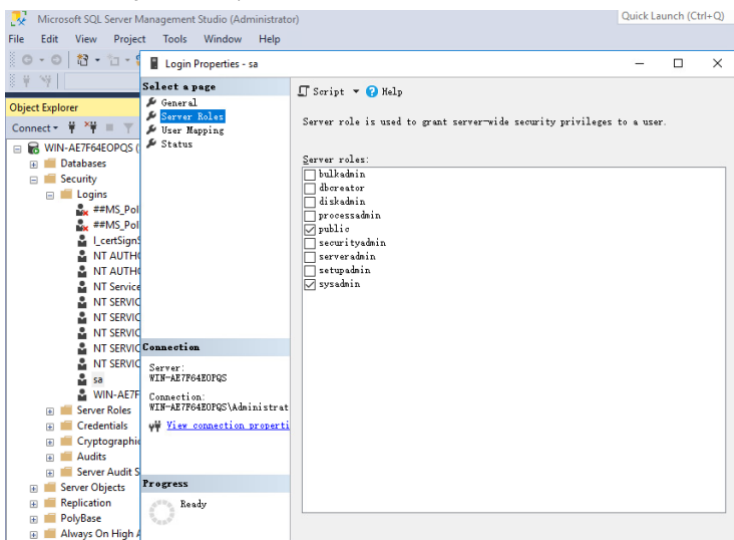 Microsoft SQL Server Management Studio (Administrator)
Quick Launch (Ctrl+Q)
File Edit View Project Tools Window Help
Login Properties - sa
Object Explorer
Connect
WIN-AE7F64EOPQS (
Databases
Security
Logins
##MS_Pol
##MS_Pol
I_certSignS
NT AUTH
NT AUTH
NT Service
NT SERVIC
NT SERVIC
NT SERVIC
NT SERVIC
NT SERVIC
sa
WIN-AE7F
Server Roles
Credentials
Cryptographi
Audits
Server Audit S
Server Objects
Replication
PolyBase
Always On High A
Select a page
General
Server Roles
User Mapping
Status
Connection
Server:
WIN-AE7F64EOPQS
Connection:
WIN-AE7F64EOPQS\Administrat
View connection properti
Progress
Ready
Script Help
Server role is used to grant server-wide security privileges to a user.
Server roles:
bulkadmin
dbcreator
diskadmin
processadmin
public
securityadmin
serveradmin
setupadmin
sysadmin